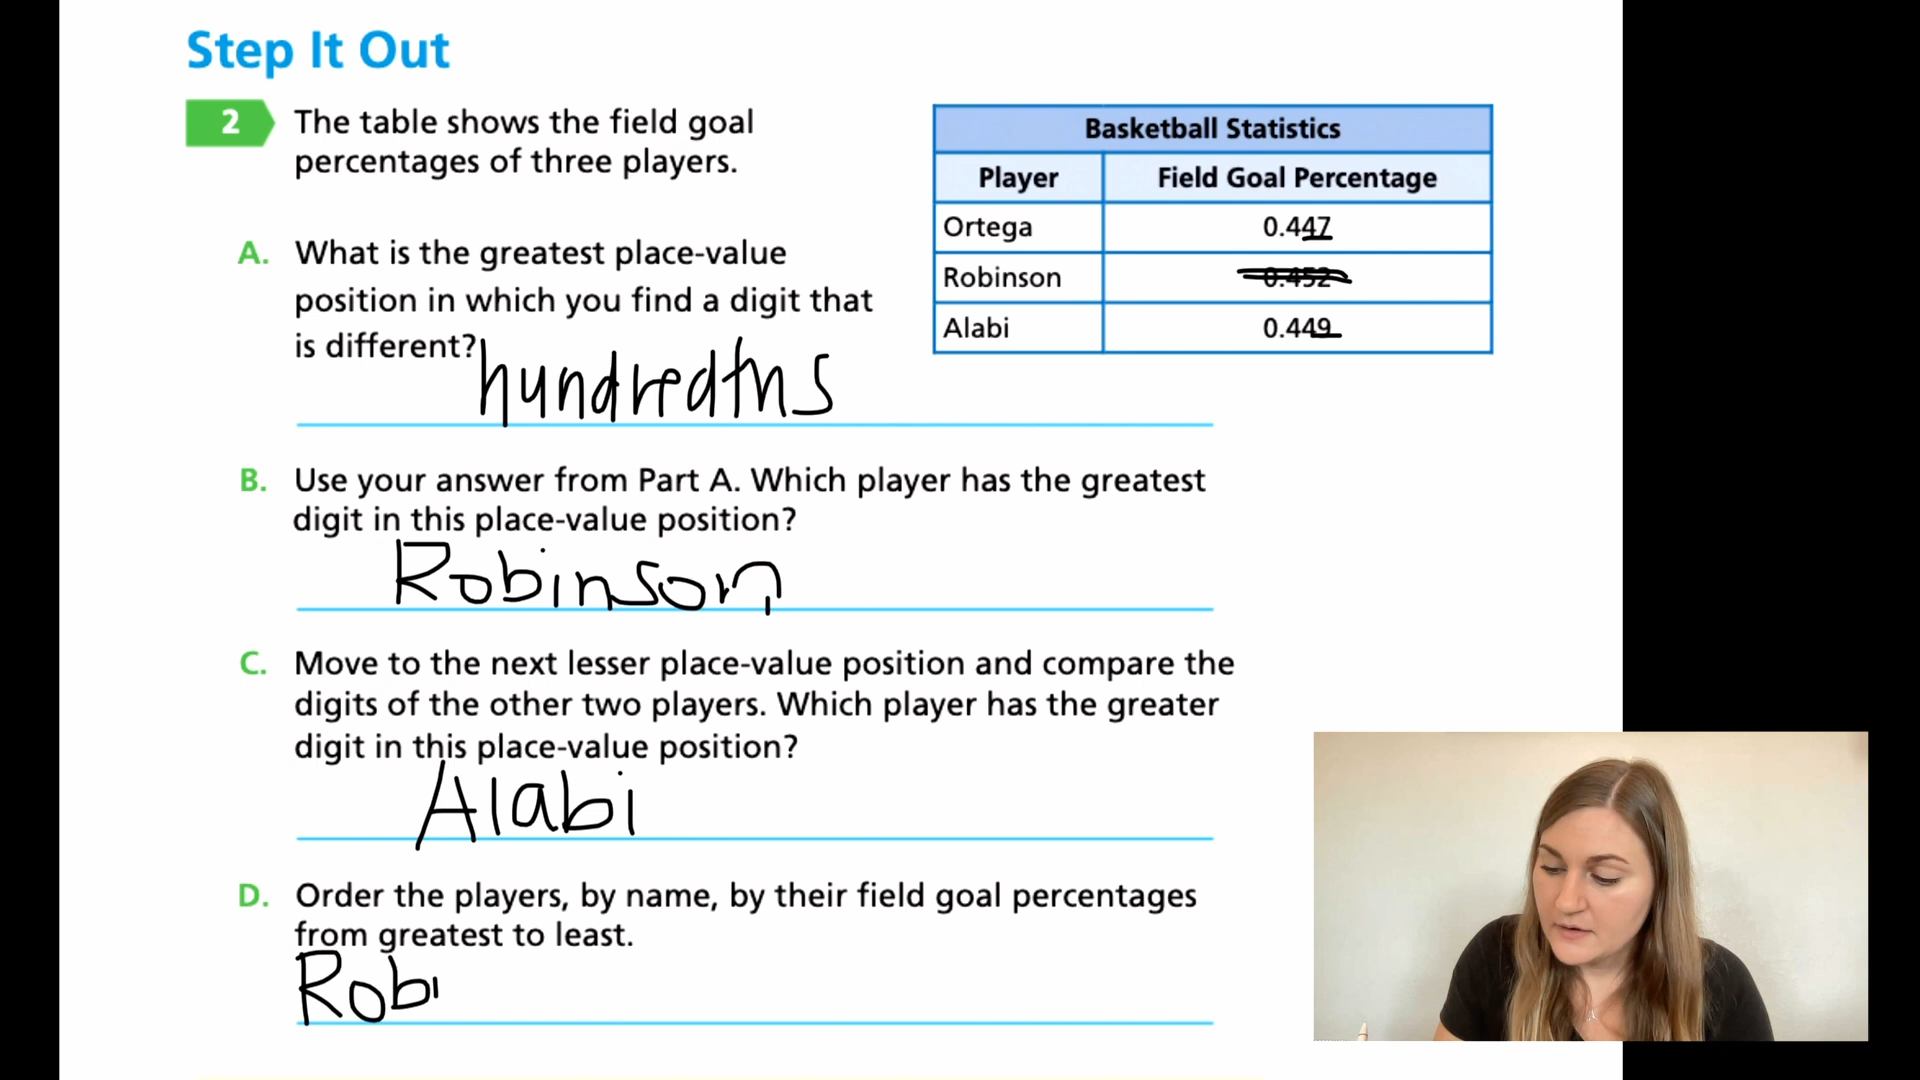 Step It Out
2 The table shows the field goal
percentages of three players.
Basketball Statistics
Player Field Goal Percentage
Ortega 0.447
Robinson 0.452
Alabi 0.449
A. What is the greatest place-value
position in which you find a digit that
is different?
hundredths
B. Use your answer from Part A. Which player has the greatest
digit in this place-value position?
Robinson
C. Move to the next lesser place-value position and compare the
digits of the other two players. Which player has the greater
digit in this place-value position?
Alabi
D. Order the players, by name, by their field goal percentages
from greatest to least.
Robi